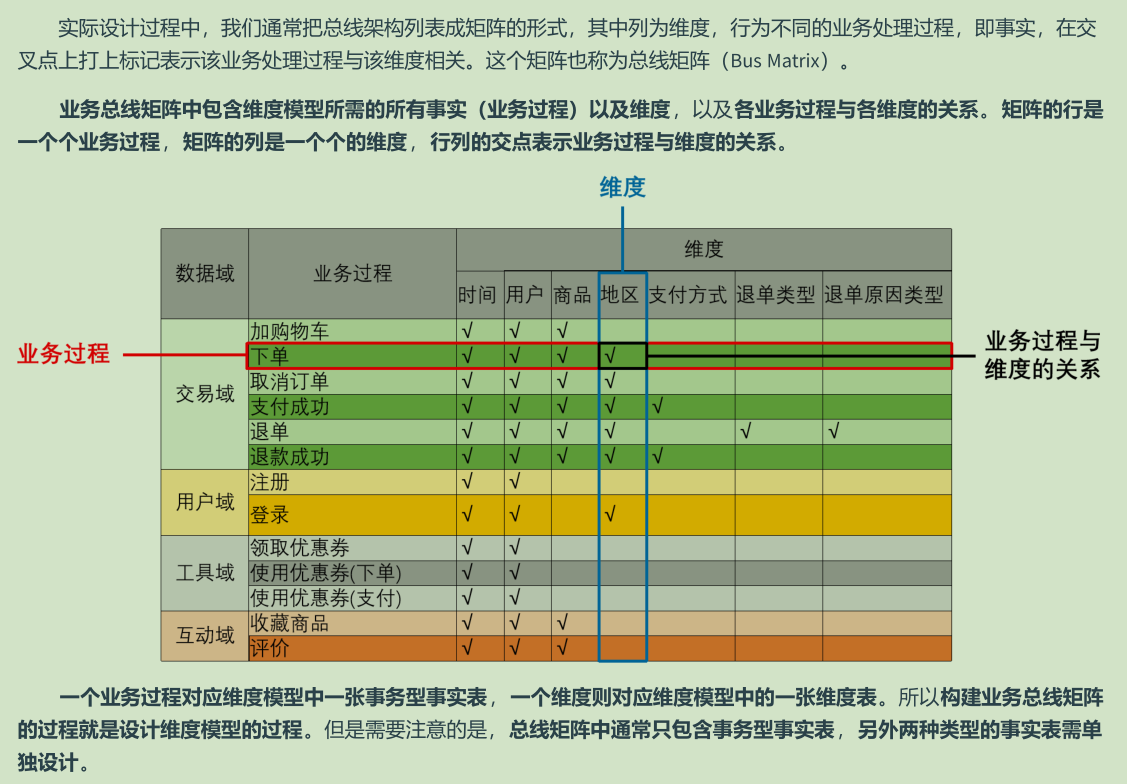 实际设计过程中，我们通常把总线架构列表成矩阵的形式，其中列为维度，行为不同的业务处理过程，即事实，在交
叉点上打上标记表示该业务处理过程与该维度相关。这个矩阵也称为总线矩阵（Bus Matrix）。
业务总线矩阵中包含维度模型所需的所有事实（业务过程）以及维度，以及各业务过程与各维度的关系。矩阵的行是
一个个业务过程，矩阵的列是一个个的维度，行列的交点表示业务过程与维度的关系。
维度
数据域 业务过程 维度
时间 用户 商品 地区 支付方式 退单类型 退单原因类型
交易域
加购物车 √ √ √
业务过程
下单 √ √ √ √
业务过程与
维度的关系
取消订单 √ √ √ √
支付成功 √ √ √ √ √
退单 √ √ √ √ √ √
退款成功 √ √ √ √ √
用户域
注册 √ √
登录 √ √ √
工具域
领取优惠券 √ √
使用优惠券(下单) √ √
使用优惠券(支付) √ √
互动域
收藏商品 √ √ √
评价 √ √ √
一个业务过程对应维度模型中一张事务型事实表，一个维度则对应维度模型中的一张维度表。所以构建业务总线矩阵
的过程就是设计维度模型的过程。但是需要注意的是，总线矩阵中通常只包含事务型事实表，另外两种类型的事实表需单
独设计。